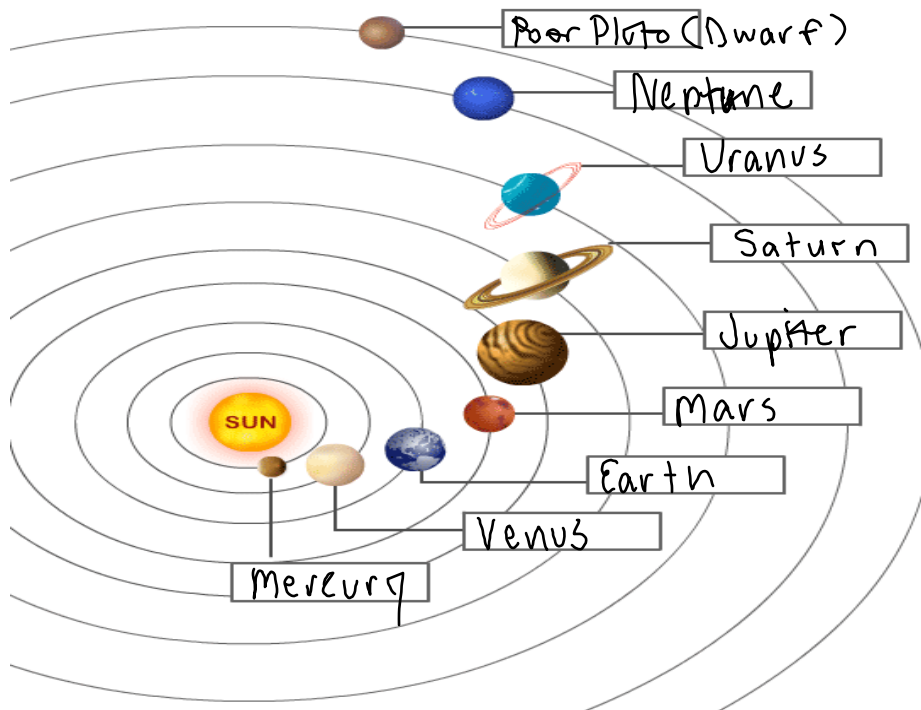 Poor Pluto (Dwarf)
Neptune
Uranus
Saturn
Jupiter
Mars
SUN
Earth
Venus
Mercury